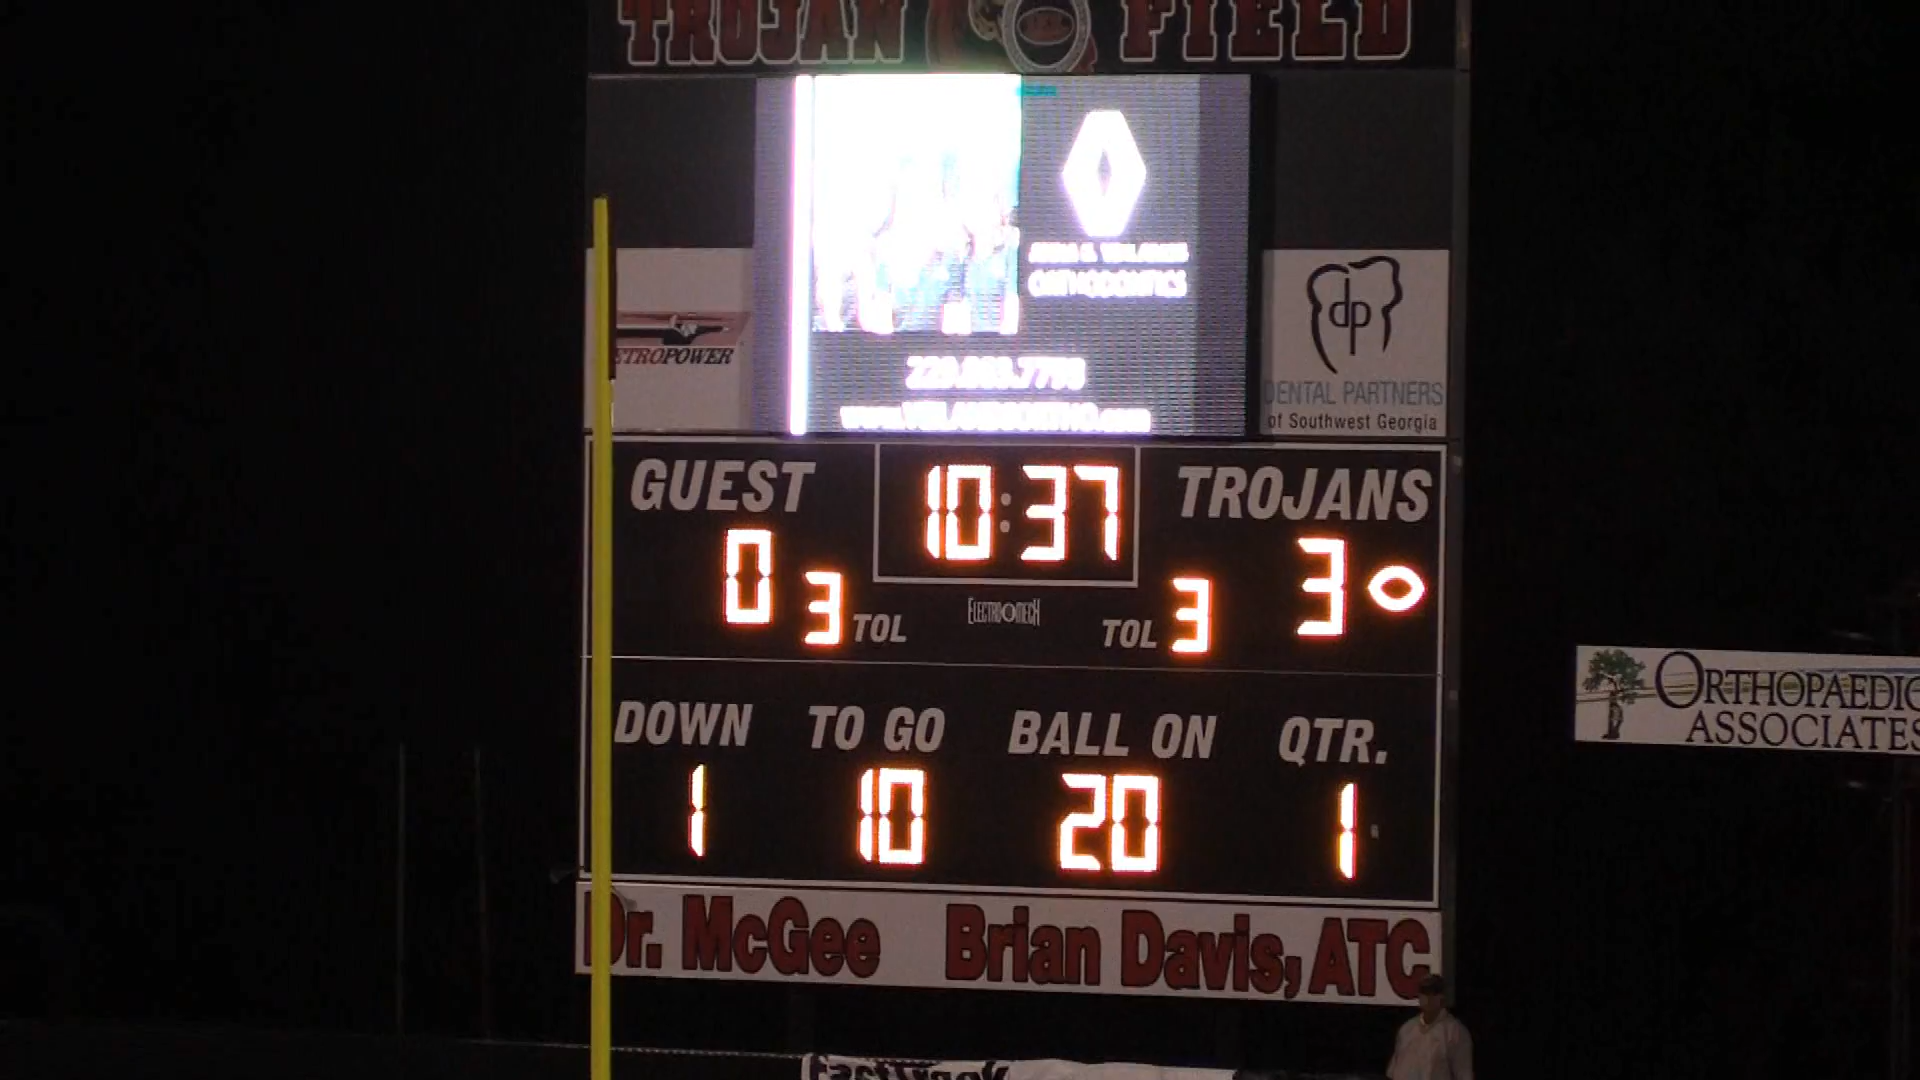 TROJAN FIELD
ORTHODONTICS
ETROPOWER
dp
DENTAL PARTNERS
of Southwest Georgia
GUEST 10:37 TROJANS
0 3 TOL ELECTRO-MECH TOL 3 3
DOWN TO GO BALL ON QTR.
1 10 20 1
ORTHOPAEDIC
ASSOCIATES
Dr. McGee Brian Davis, ATC